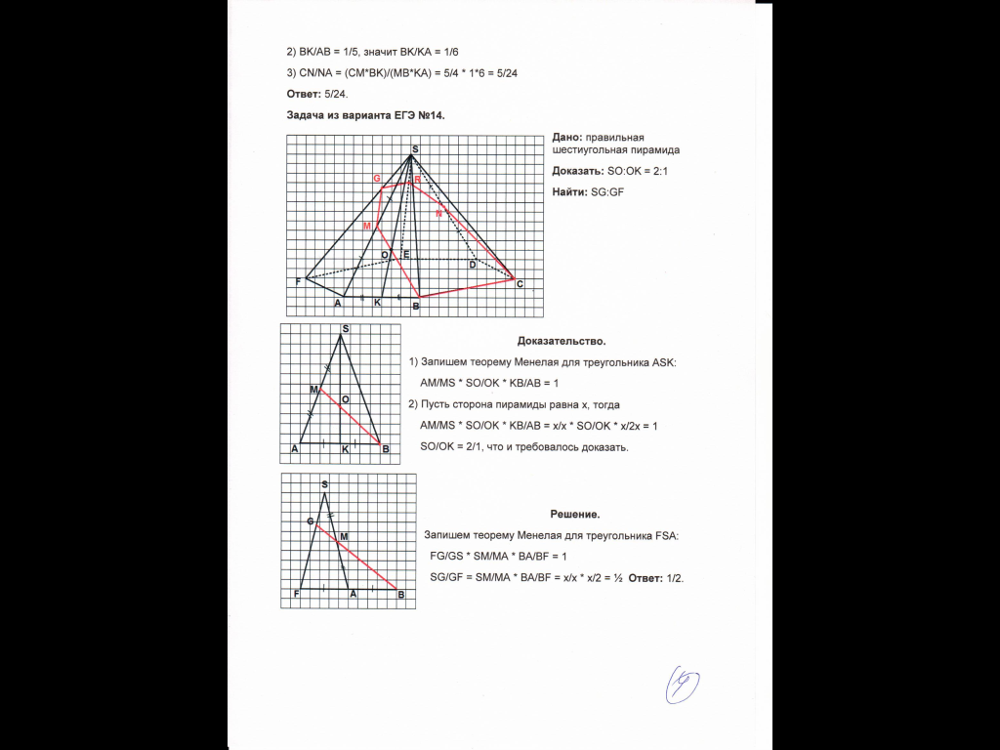 2) BK/AB = 1/5, значит BK/KA = 1/6
3) CN/NA = (CM*BK)/(MB*KA) = 5/4 * 1*6 = 5/24
Ответ: 5/24.
Задача из варианта ЕГЭ №14.
Дано: правильная
шестиугольная пирамида
Доказать: SO:OK = 2:1
Найти: SG:GF
S
G
R
N
M
O
E
D
F
C
A
K
B
S
M
O
A
K
B
Доказательство.
1) Запишем теорему Менелая для треугольника ASK:
AM/MS * SO/OK * KB/AB = 1
2) Пусть сторона пирамиды равна x, тогда
AM/MS * SO/OK * KB/AB = x/x * SO/OK * x/2x = 1
SO/OK = 2/1, что и требовалось доказать.
S
G
M
F
A
B
Решение.
Запишем теорему Менелая для треугольника FSA:
FG/GS * SM/MA * BA/BF = 1
SG/GF = SM/MA * BA/BF = x/x * x/2 = ½ Ответ: 1/2.